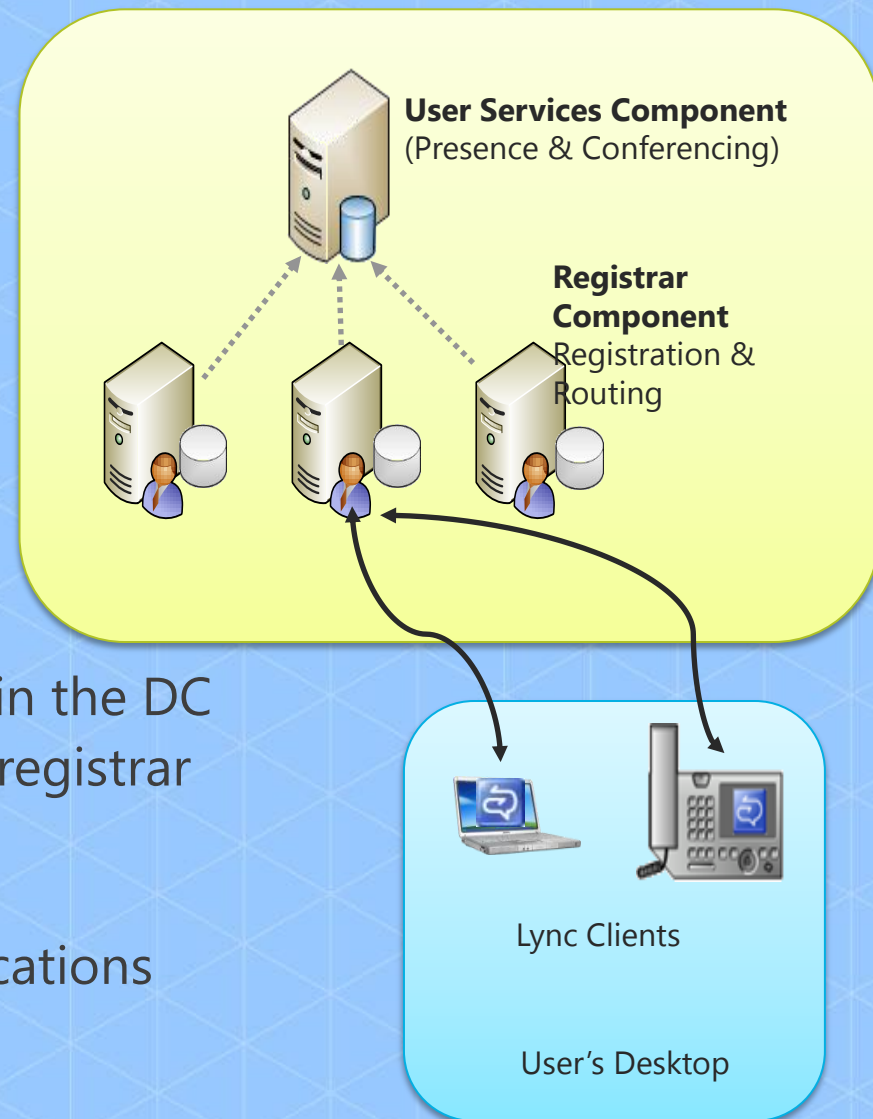 User Services Component
(Presence & Conferencing)
Registrar
Component
Registration &
Routing
in the DC
registrar
cations
Lync Clients
User’s Desktop